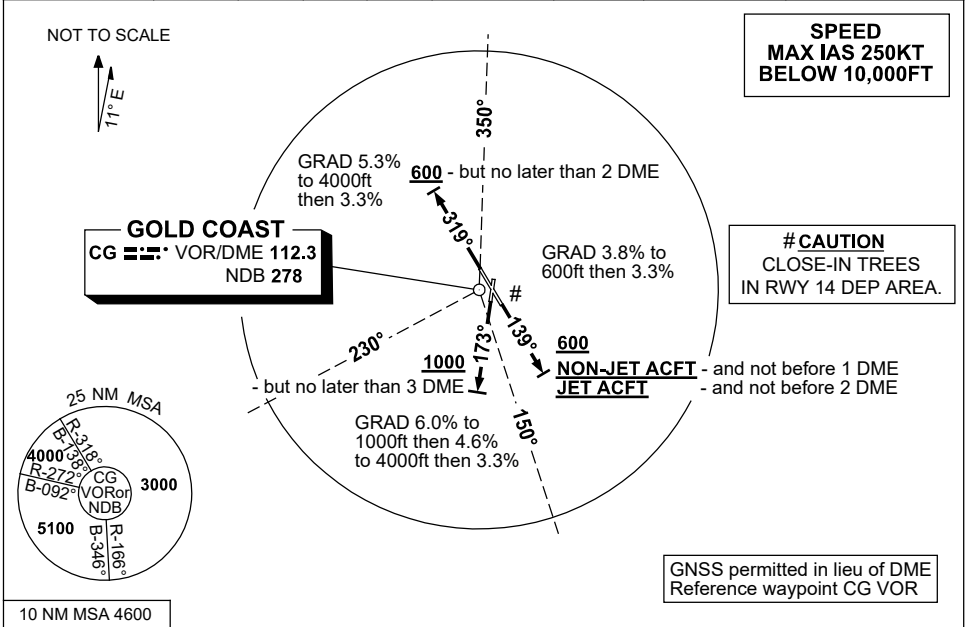 NOT TO SCALE
11° E
SPEED
MAX IAS 250KT
BELOW 10,000FT
350°
GRAD 5.3%
to 4000ft
then 3.3%
600 - but no later than 2 DME
319°
GOLD COAST
CG VOR/DME 112.3
NDB 278
GRAD 3.8% to
600ft then 3.3%
#
# CAUTION
CLOSE-IN TREES
IN RWY 14 DEP AREA.
139°
173°
230°
600
NON-JET ACFT - and not before 1 DME
JET ACFT - and not before 2 DME
1000
- but no later than 3 DME
150°
GRAD 6.0% to
1000ft then 4.6%
to 4000ft then 3.3%
25 NM MSA
R-318°
B-138°
4000
R-272°
B-092°
CG
VORor
NDB
3000
5100
B-346°
R-166°
GNSS permitted in lieu of DME
Reference waypoint CG VOR
10 NM MSA 4600